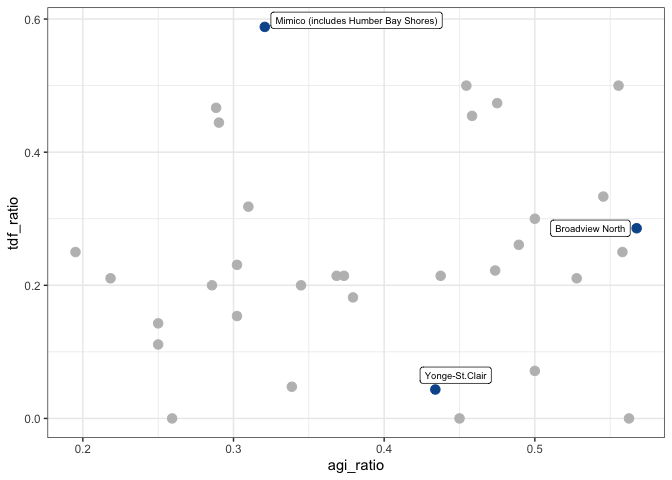 0.6
Mimico (includes Humber Bay Shores)
0.4
tdf_ratio
Broadview North
0.2
Yonge-St.Clair
0.0
0.2 0.3 0.4 0.5
agi_ratio